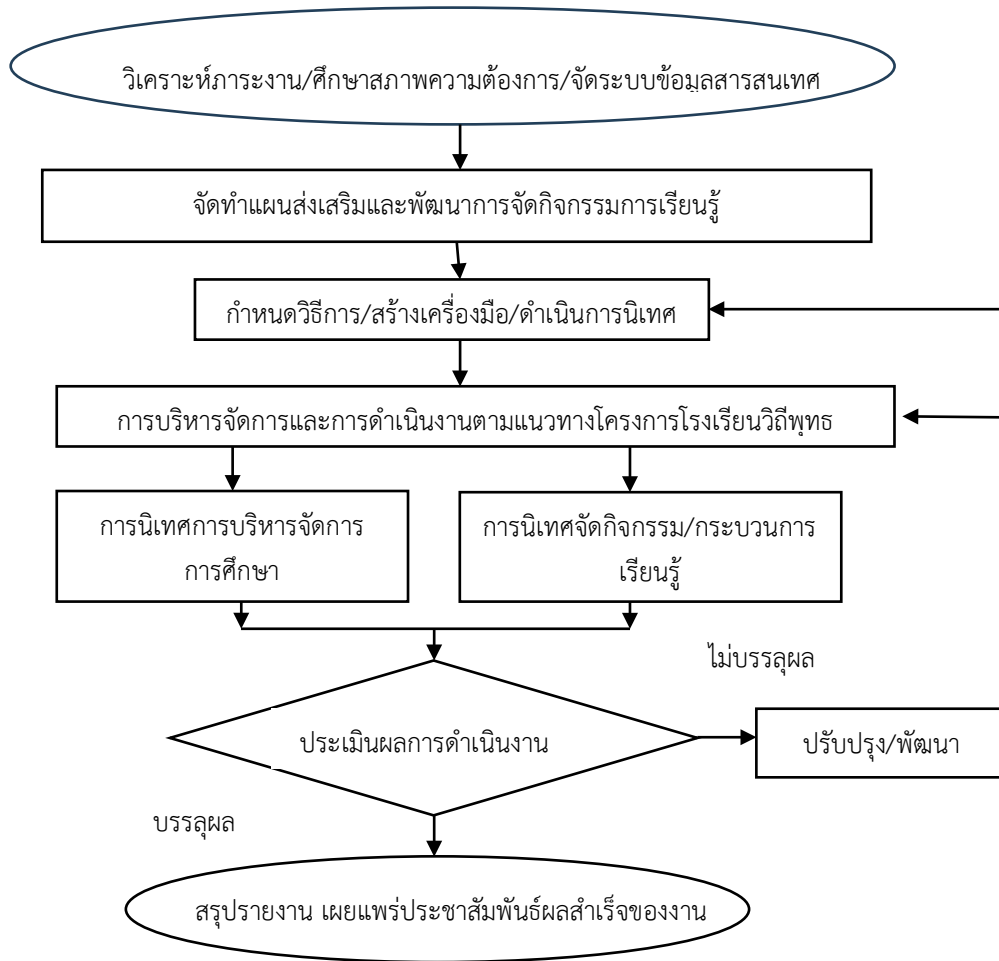 วิเคราะห์ภาระงาน/ศึกษาสภาพความต้องการ/จัดระบบข้อมูลสารสนเทศ
จัดทำแผนส่งเสริมและพัฒนาการจัดกิจกรรมการเรียนรู้
กำหนดวิธีการ/สร้างเครื่องมือ/ดำเนินการนิเทศ
การบริหารจัดการและการดำเนินงานตามแนวทางโครงการโรงเรียนวิถีพุทธ
การนิเทศการบริหารจัดการ
การศึกษา
การนิเทศจัดกิจกรรม/กระบวนการ
เรียนรู้
ไม่บรรลุผล
ประเมินผลการดำเนินงาน
ปรับปรุง/พัฒนา
บรรลุผล
สรุปรายงาน เผยแพร่ประชาสัมพันธ์ผลสำเร็จของงาน